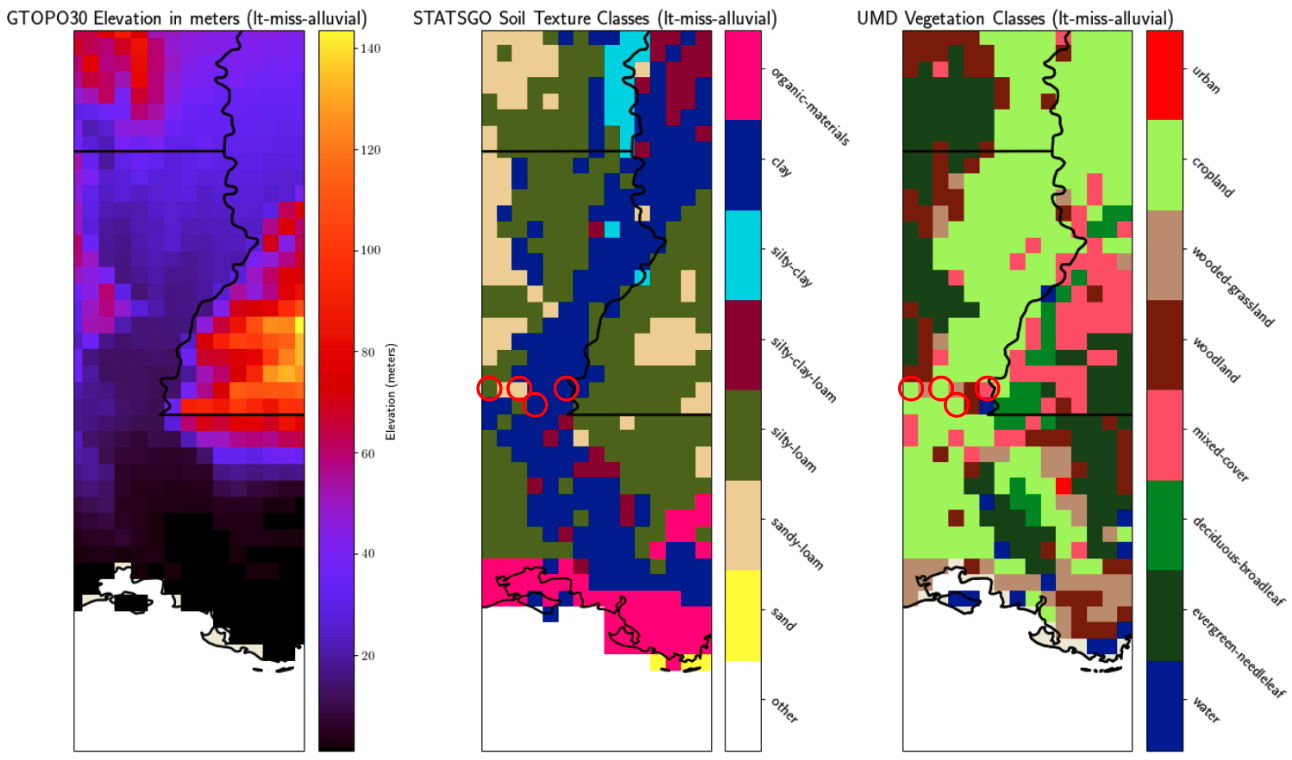 GTOPO30 Elevation in meters (lt-miss-alluvial)
140
120
100
80
60
40
20
Elevation (meters)
STATSGO Soil Texture Classes (lt-miss-alluvial)
organic-materials
clay
silty-clay
silty-clay-loam
silty-loam
sandy-loam
sand
other
UMD Vegetation Classes (lt-miss-alluvial)
urban
cropland
wooded-grassland
woodland
mixed-cover
deciduous-broadleaf
evergreen-needleleaf
water